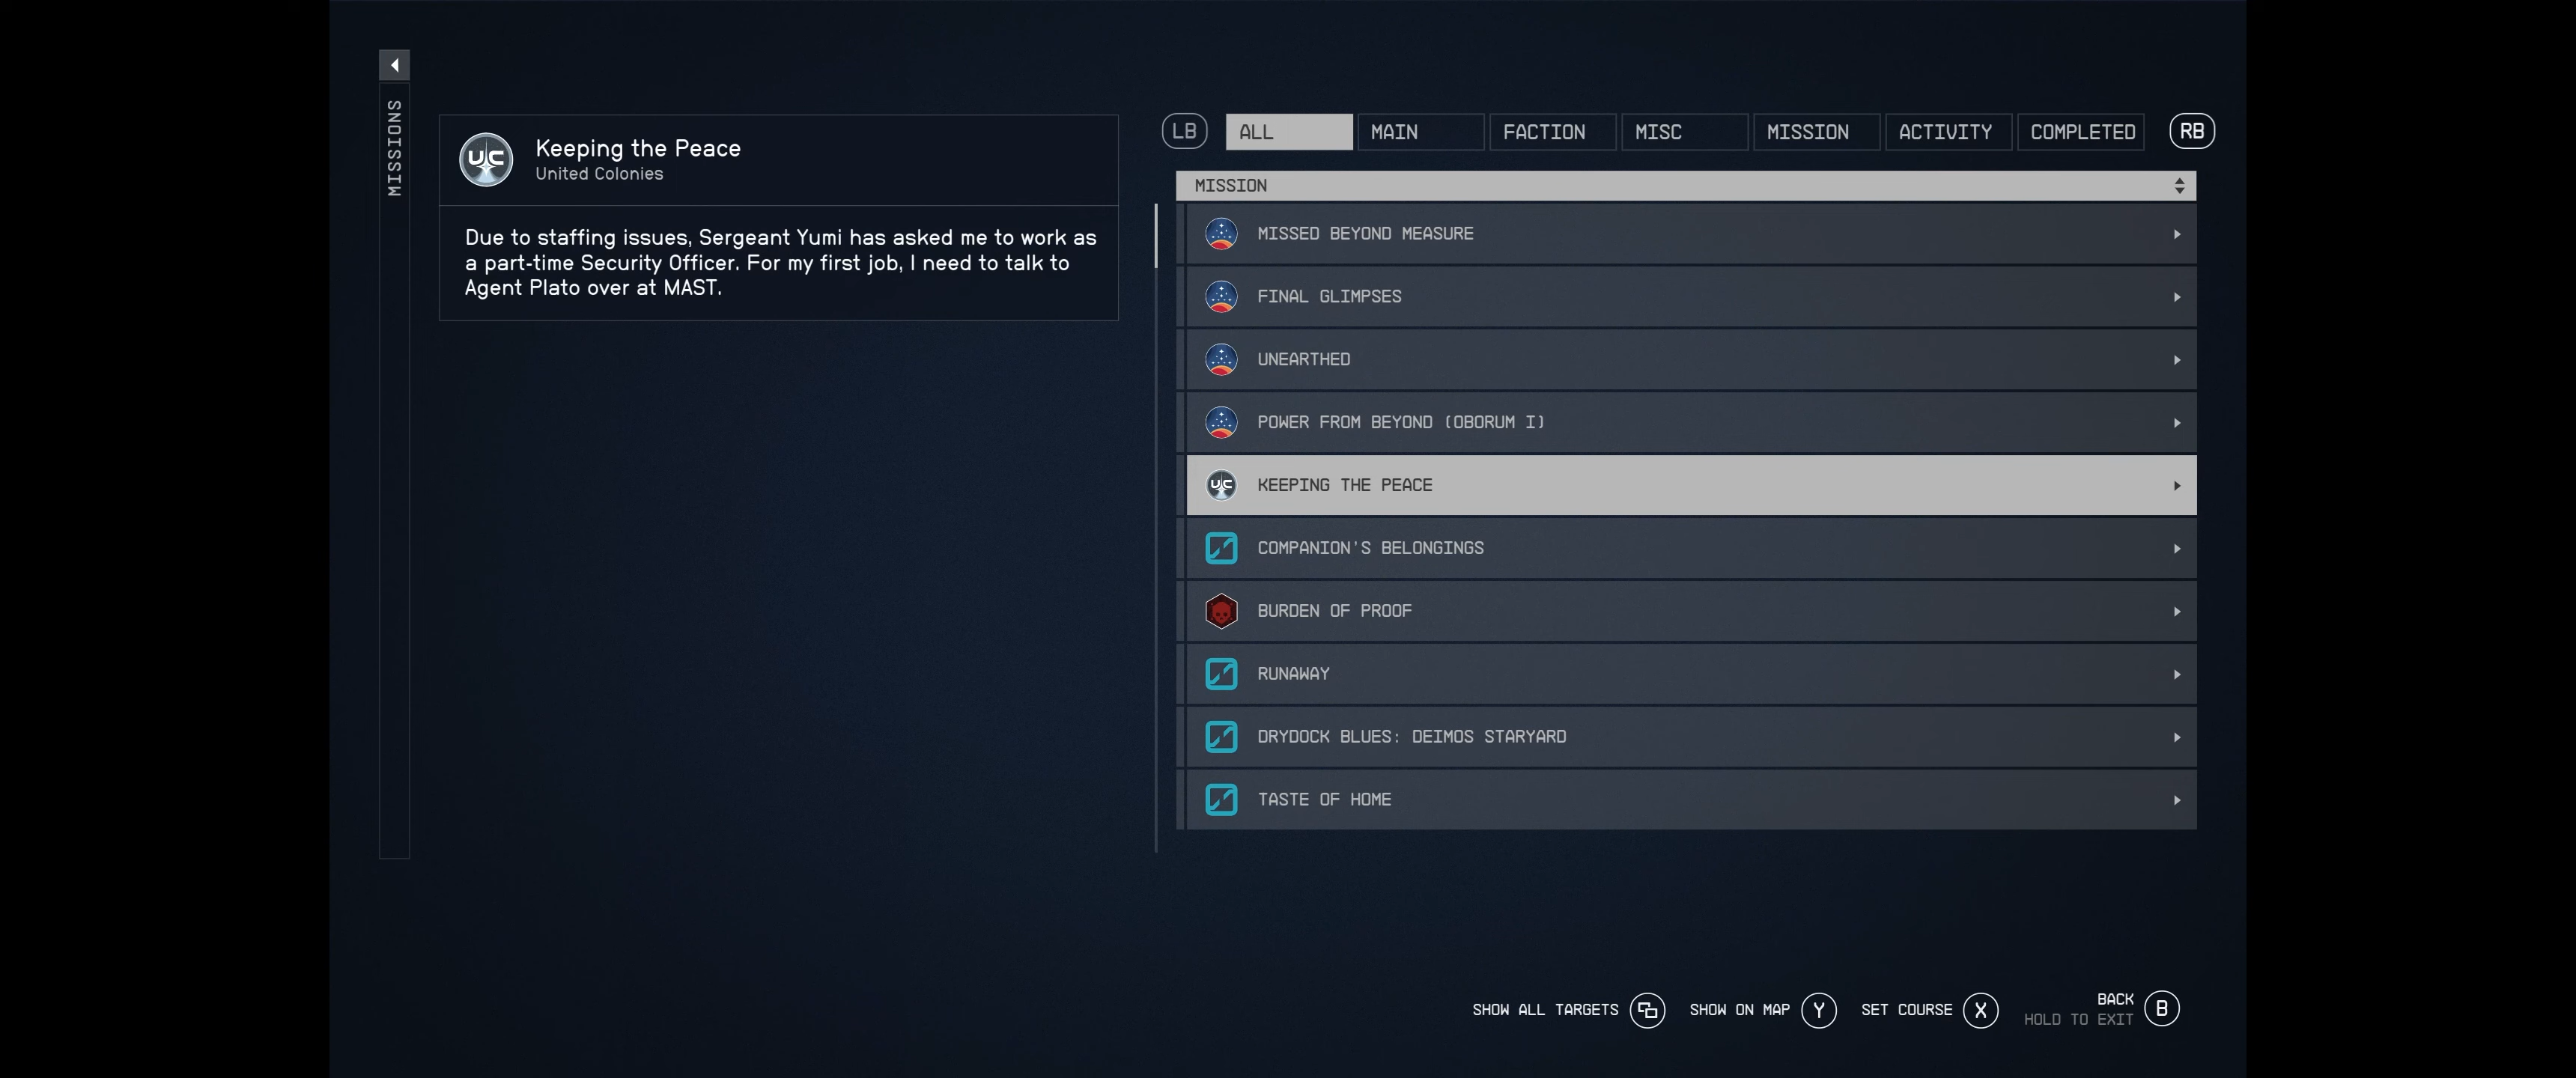 MISSIONS
Keeping the Peace
United Colonies
Due to staffing issues, Sergeant Yumi has asked me to work as
a part-time Security Officer. For my first job, I need to talk to
Agent Plato over at MAST.
LB ALL MAIN FACTION MISC MISSION ACTIVITY COMPLETED RB
MISSION
MISSED BEYOND MEASURE
FINAL GLIMPSES
UNEARTHED
POWER FROM BEYOND (OBORUM I)
UC KEEPING THE PEACE
COMPANION'S BELONGINGS
BURDEN OF PROOF
RUNAWAY
DRYDOCK BLUES: DEIMOS STARYARD
TASTE OF HOME
SHOW ALL TARGETS SHOW ON MAP Y SET COURSE X BACK B
HOLD TO EXIT
UC